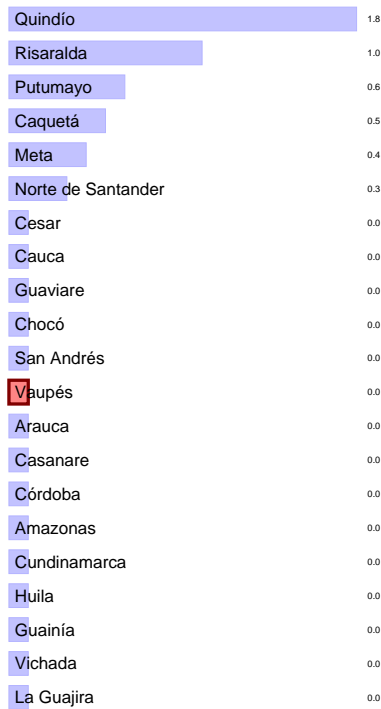 Quindío 1.8
Risaralda 1.0
Putumayo 0.6
Caquetá 0.5
Meta 0.4
Norte de Santander 0.3
Cesar 0.0
Cauca 0.0
Guaviare 0.0
Chocó 0.0
San Andrés 0.0
Vaupés 0.0
Arauca 0.0
Casanare 0.0
Córdoba 0.0
Amazonas 0.0
Cundinamarca 0.0
Huila 0.0
Guainía 0.0
Vichada 0.0
La Guajira 0.0